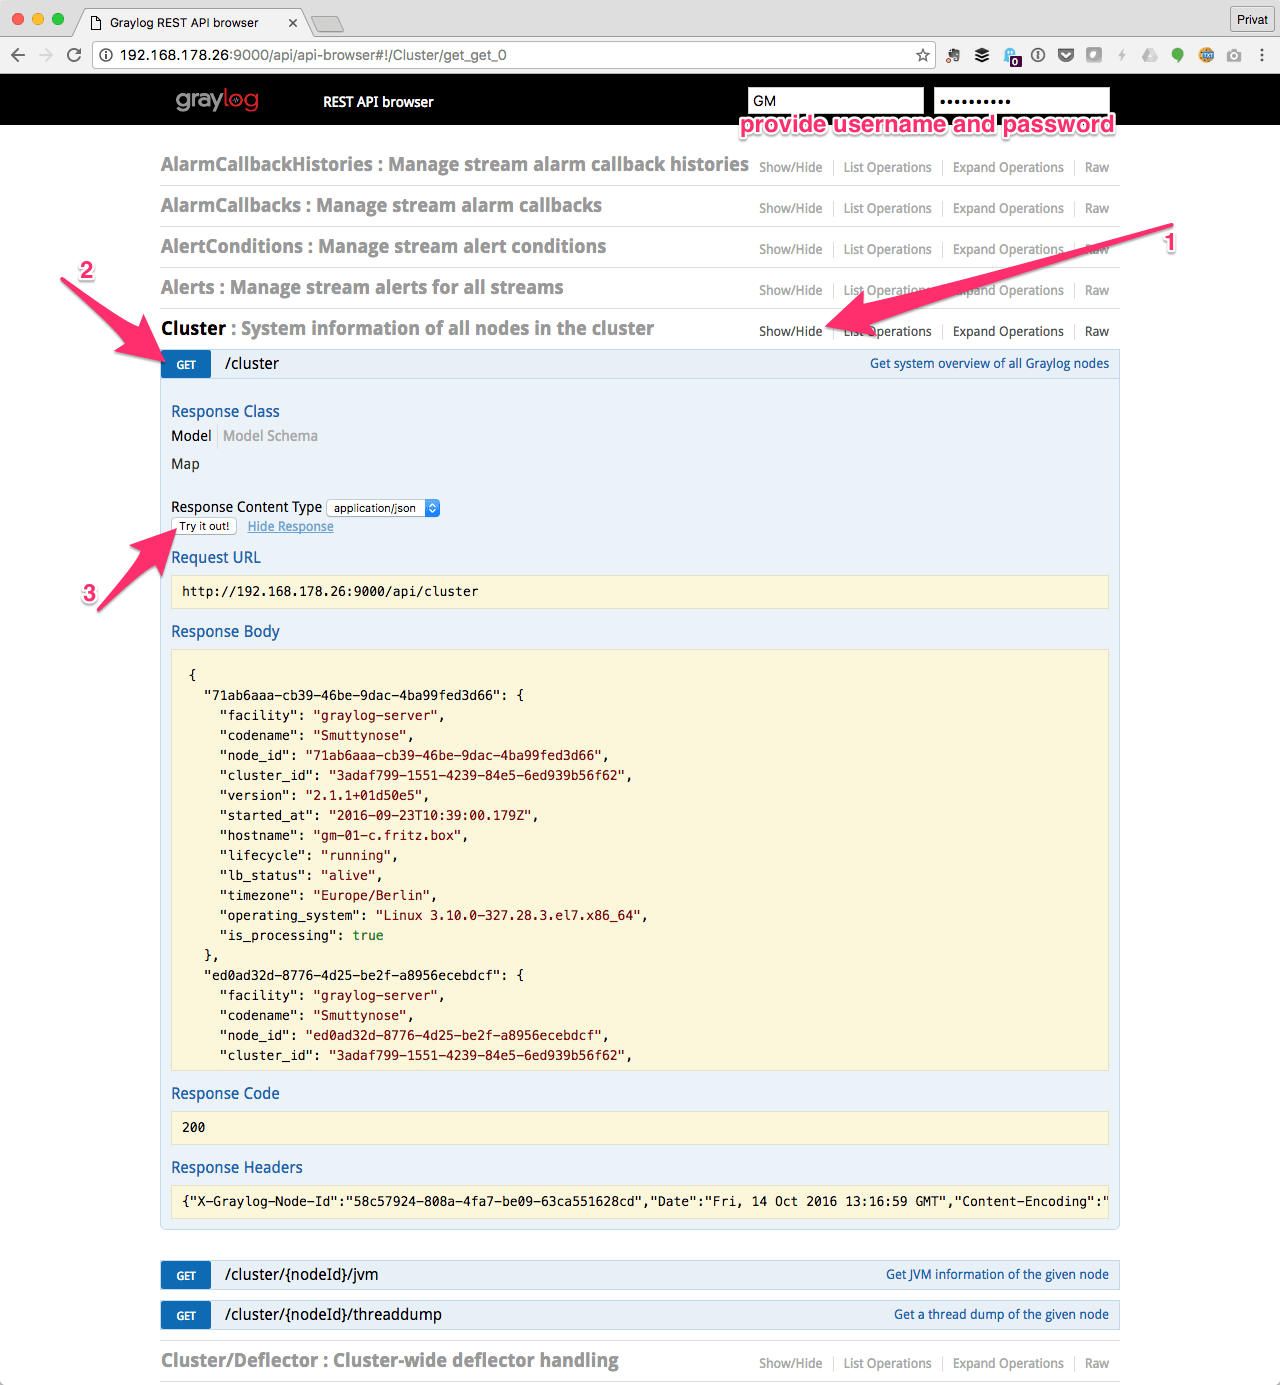 Graylog REST API browser
Privat
192.168.178.26:9000/api/api-browser#!/Cluster/get_get_0
0
graylog
REST API browser
GM
••••••••••
provide username and password
AlarmCallbackHistories : Manage stream alarm callback histories
Show/Hide
List Operations
Expand Operations
Raw
AlarmCallbacks : Manage stream alarm callbacks
Show/Hide
List Operations
Expand Operations
Raw
1
AlertConditions : Manage stream alert conditions
Show/Hide
List Operations
Expand Operations
Raw
2
Alerts : Manage stream alerts for all streams
Show/Hide
List Operations
Expand Operations
Raw
Cluster : System information of all nodes in the cluster
Show/Hide
List Operations
Expand Operations
Raw
GET
/cluster
Get system overview of all Graylog nodes
Response Class
Model
Model Schema
Map
Response Content Type
application/json
Try it out!
Hide Response
3
Request URL
http://192.168.178.26:9000/api/cluster
Response Body
{
"71ab6aaa-cb39-46be-9dac-4ba99fed3d66": {
"facility": "graylog-server",
"codename": "Smuttynose",
"node_id": "71ab6aaa-cb39-46be-9dac-4ba99fed3d66",
"cluster_id": "3adaf799-1551-4239-84e5-6ed939b56f62",
"version": "2.1.1+01d50e5",
"started_at": "2016-09-23T10:39:00.179Z",
"hostname": "gm-01-c.fritz.box",
"lifecycle": "running",
"lb_status": "alive",
"timezone": "Europe/Berlin",
"operating_system": "Linux 3.10.0-327.28.3.el7.x86_64",
"is_processing": true
},
"ed0ad32d-8776-4d25-be2f-a8956ecebdcf": {
"facility": "graylog-server",
"codename": "Smuttynose",
"node_id": "ed0ad32d-8776-4d25-be2f-a8956ecebdcf",
"cluster_id": "3adaf799-1551-4239-84e5-6ed939b56f62",
Response Code
200
Response Headers
{"X-Graylog-Node-Id":"58c57924-808a-4fa7-be09-63ca551628cd","Date":"Fri, 14 Oct 2016 13:16:59 GMT","Content-Encoding":"
GET
/cluster/{nodeId}/jvm
Get JVM information of the given node
GET
/cluster/{nodeId}/threaddump
Get a thread dump of the given node
Cluster/Deflector : Cluster-wide deflector handling
Show/Hide
List Operations
Expand Operations
Raw